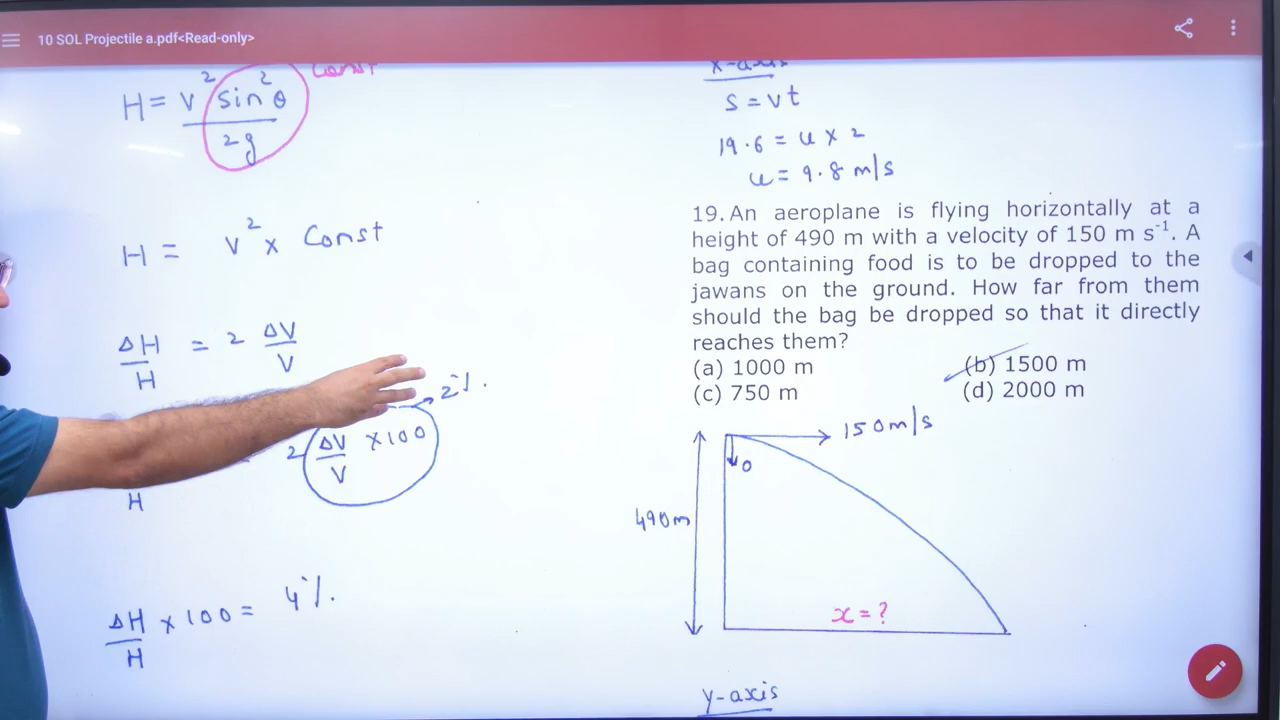 10 SOL Projectile a.pdf<Read-only>
Const
H = v² sin²θ
2g
H = v² x Const
ΔH = 2 ΔV
H V
2%.
2 ΔV x 100
V
H
ΔH x 100 = 4%.
H
x-axis
s = vt
19.6 = u x 2
u = 9.8 m/s
19. An aeroplane is flying horizontally at a
height of 490 m with a velocity of 150 m s⁻¹. A
bag containing food is to be dropped to the
jawans on the ground. How far from them
should the bag be dropped so that it directly
reaches them?
(a) 1000 m (b) 1500 m
(c) 750 m (d) 2000 m
150 m/s
0
490m
x = ?
y-axis